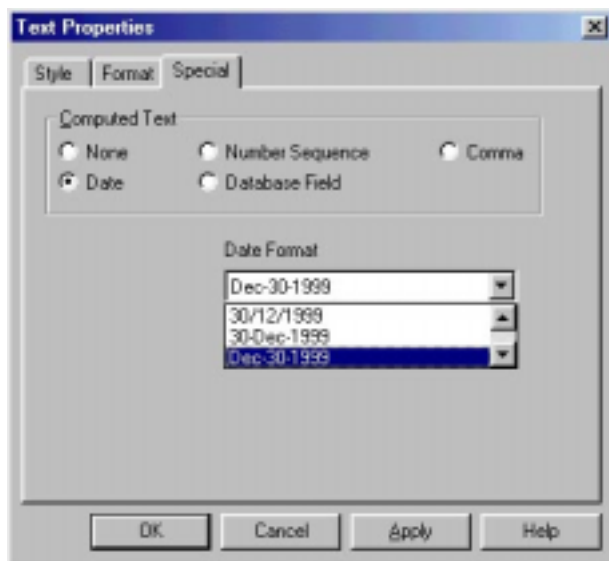 Text Properties
Style Format Special
Computed Text
None Number Sequence Comma
Date Database Field
Date Format
Dec-30-1999
30/12/1999
30-Dec-1999
Dec-30-1999
OK Cancel Apply Help